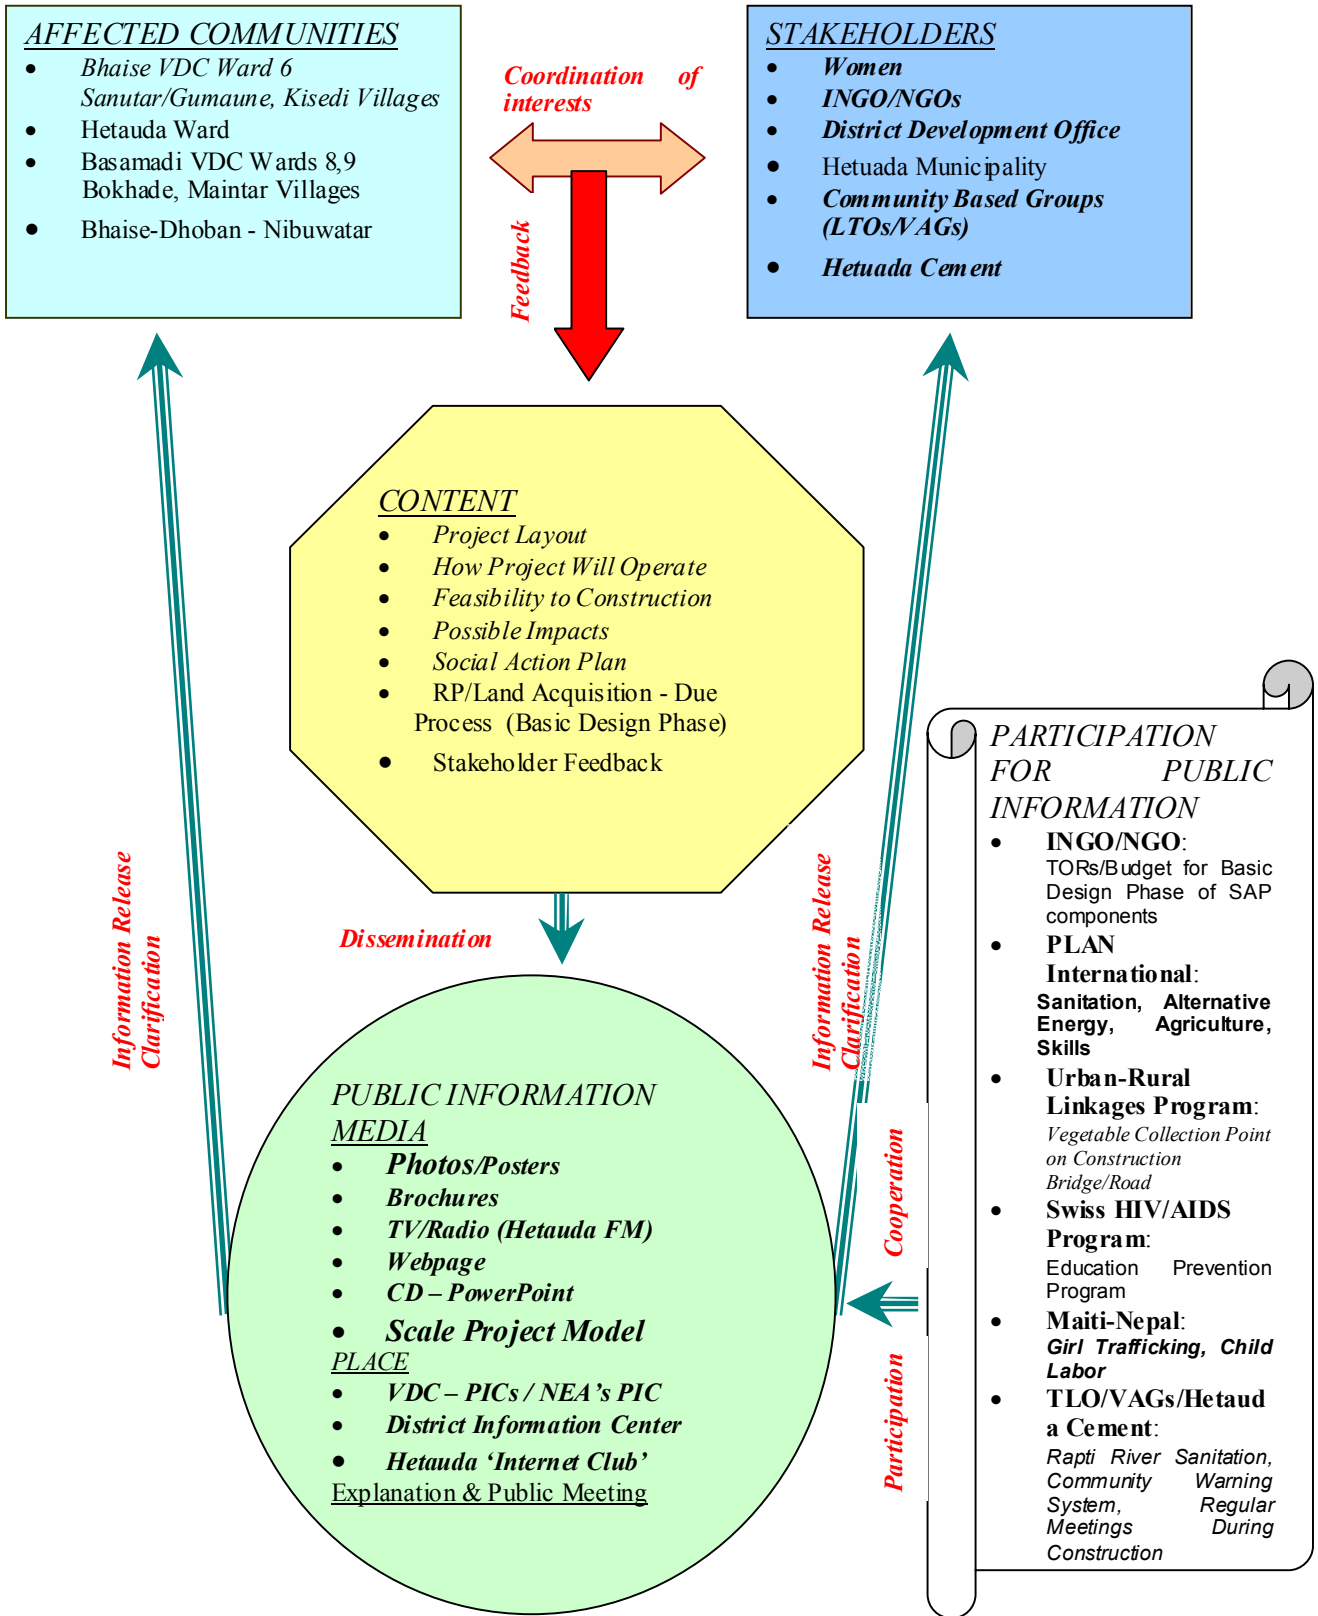 AFFECTED COMMUNITIES
• Bhaise VDC Ward 6
Sanutar/Gumaune, Kisedi Villages
• Hetauda Ward
• Basamadi VDC Wards 8,9
Bokhade, Maintar Villages
• Bhaise-Dhoban - Nibuwatar
Coordination of
interests
Feedback
STAKEHOLDERS
• Women
• INGO/NGOs
• District Development Office
• Hetuada Municipality
• Community Based Groups
(LTOs/VAGs)
• Hetuada Cement
CONTENT
• Project Layout
• How Project Will Operate
• Feasibility to Construction
• Possible Impacts
• Social Action Plan
• RP/Land Acquisition - Due
Process (Basic Design Phase)
• Stakeholder Feedback
Information Release
Clarification
Dissemination
Information Release
Clarification
PUBLIC INFORMATION
MEDIA
• Photos/Posters
• Brochures
• TV/Radio (Hetauda FM)
• Webpage
• CD – PowerPoint
• Scale Project Model
PLACE
• VDC – PICs / NEA's PIC
• District Information Center
• Hetauda ‘Internet Club’
Explanation & Public Meeting
Cooperation
Participation
PARTICIPATION
FOR PUBLIC
INFORMATION
• INGO/NGO:
TORs/Budget for Basic
Design Phase of SAP
components
• PLAN
International:
Sanitation, Alternative
Energy, Agriculture,
Skills
• Urban-Rural
Linkages Program:
Vegetable Collection Point
on Construction
Bridge/Road
• Swiss HIV/AIDS
Program:
Education Prevention
Program
• Maiti-Nepal:
Girl Trafficking, Child
Labor
• TLO/VAGs/Hetaud
a Cement:
Rapti River Sanitation,
Community Warning
System, Regular
Meetings During
Construction